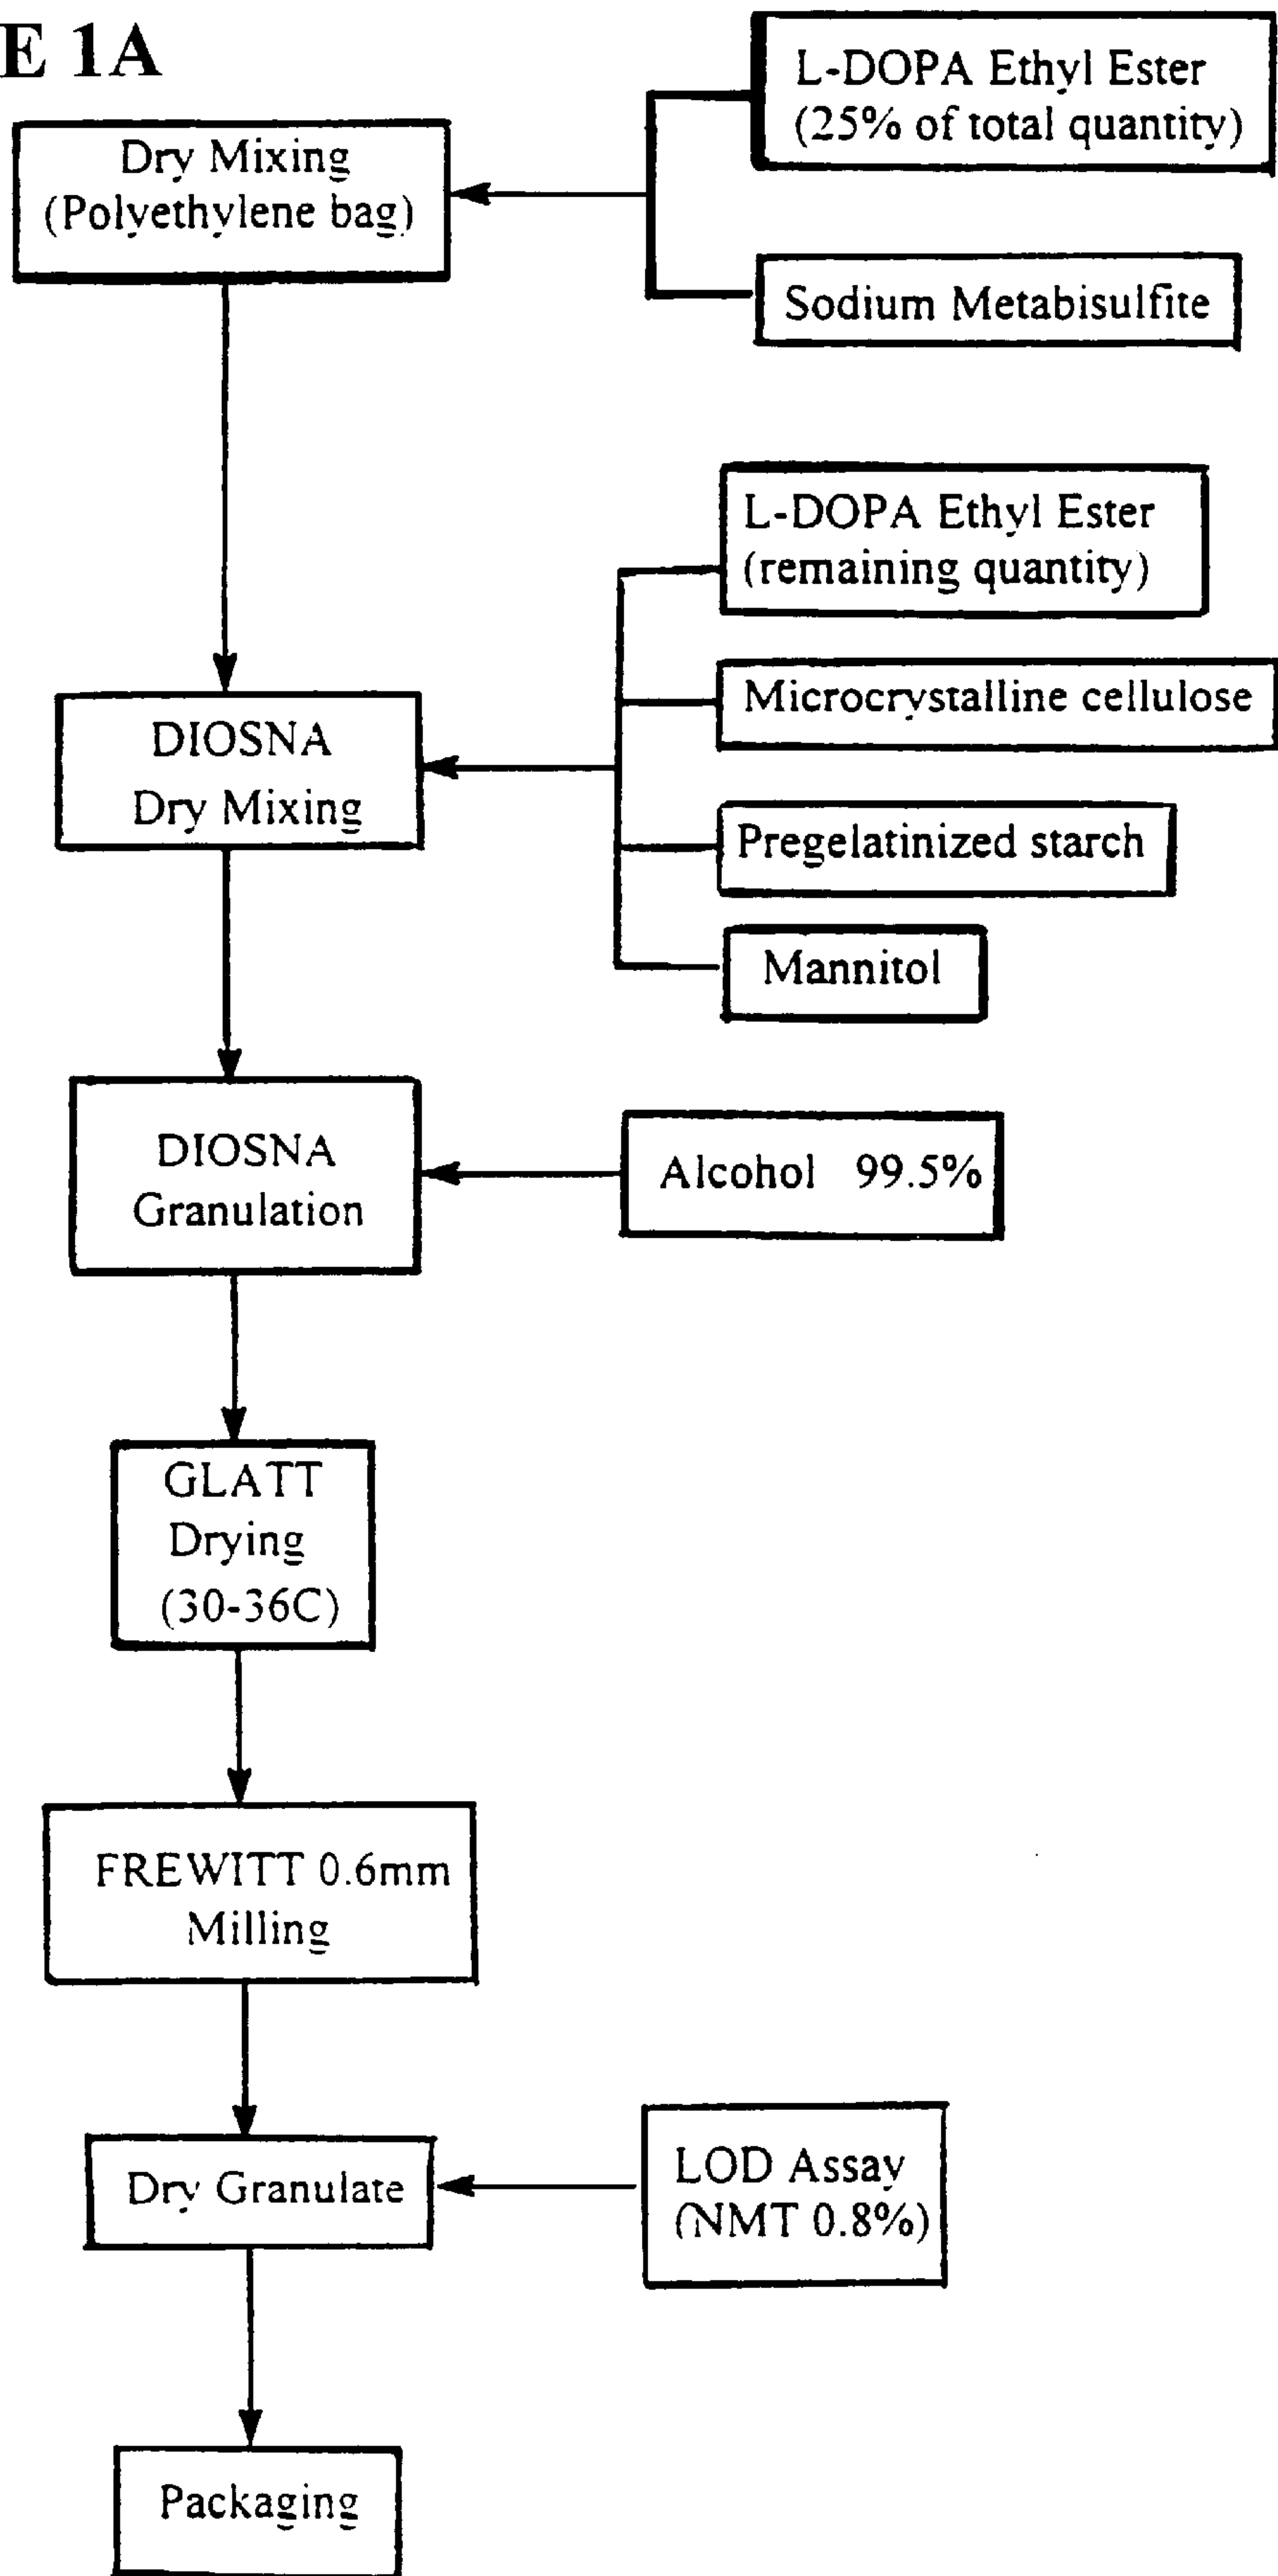 E 1A
L-DOPA Ethyl Ester
(25% of total quantity)
Dry Mixing
(Polyethylene bag)
Sodium Metabisulfite
L-DOPA Ethyl Ester
(remaining quantity)
Microcrystalline cellulose
DIOSNA
Dry Mixing
Pregelatinized starch
Mannitol
DIOSNA
Granulation
Alcohol 99.5%
GLATT
Drying
(30-36C)
FREWITT 0.6mm
Milling
Dry Granulate
LOD Assay
(NMT 0.8%)
Packaging